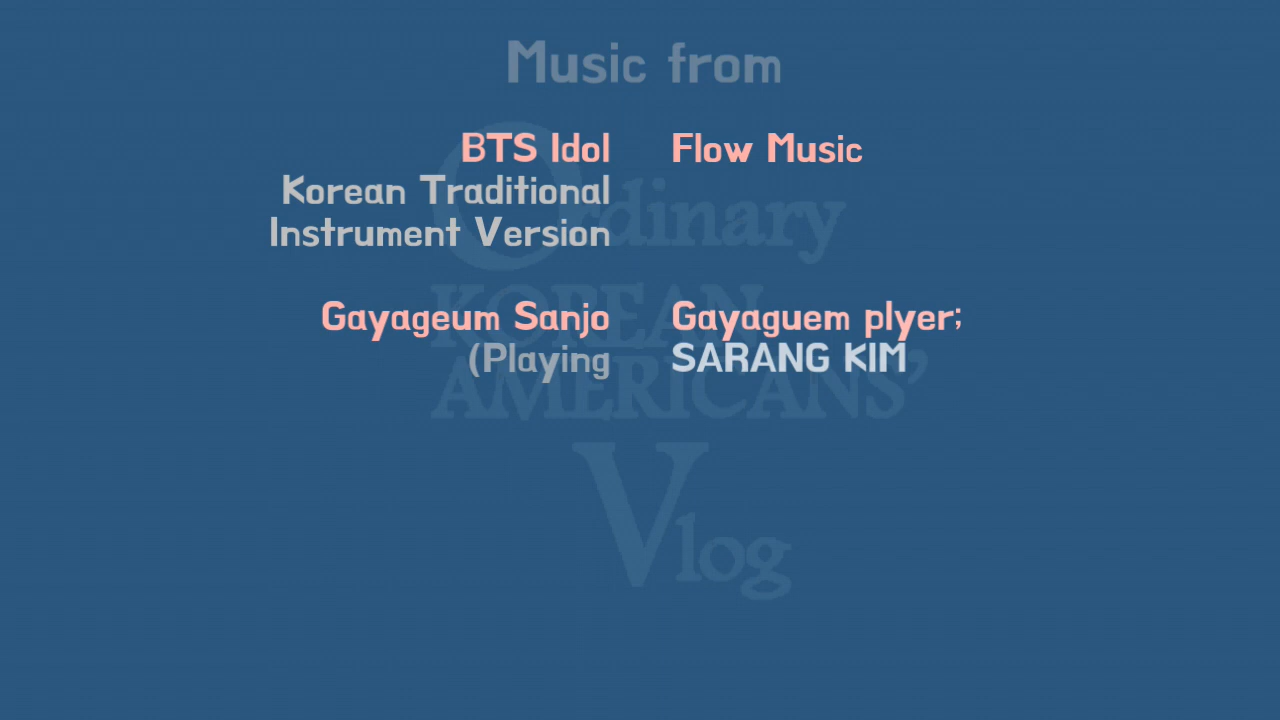 Music from
BTS Idol
Korean Traditional
Instrument Version
Flow Music
Gayageum Sanjo
(Playing
Gayaguem plyer;
SARANG KIM
Ordinary
KOREAN
AMERICANS’
Vlog